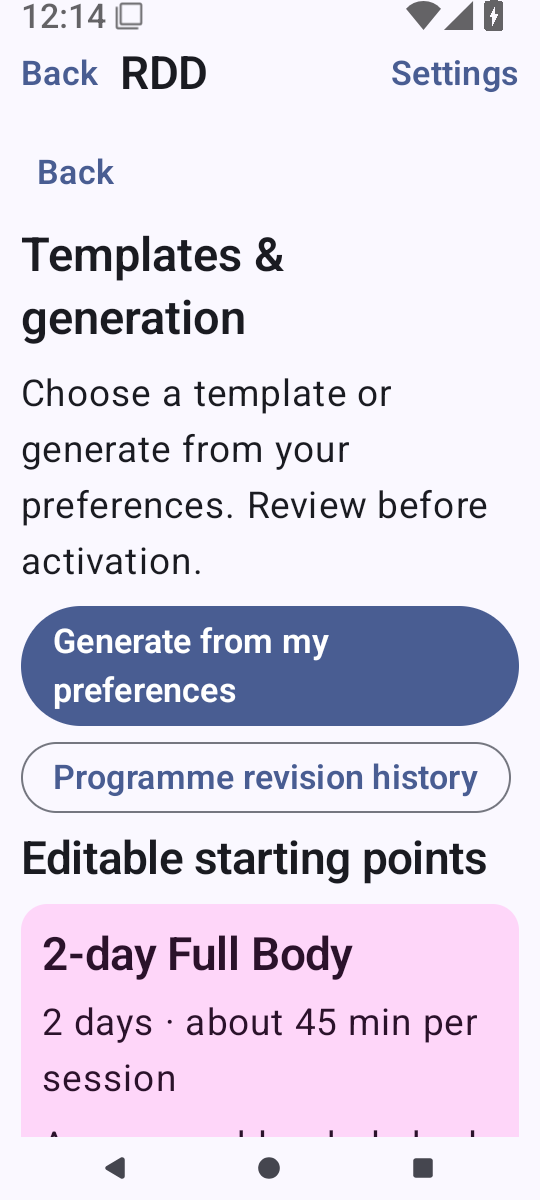 12:14
Back RDD Settings
Back
Templates &
generation
Choose a template or
generate from your
preferences. Review before
activation.
Generate from my
preferences
Programme revision history
Editable starting points
2-day Full Body
2 days · about 45 min per
session